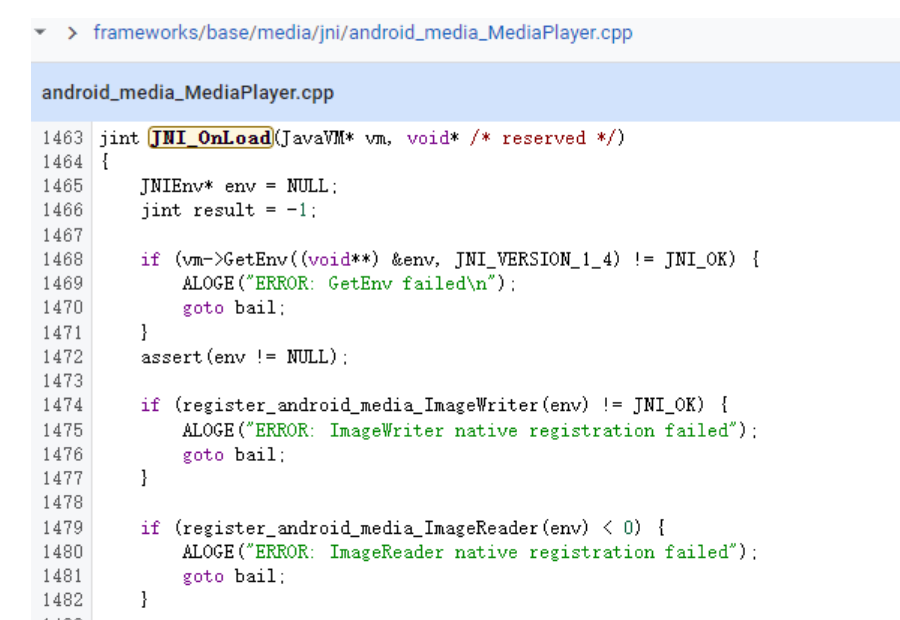 frameworks/base/media/jni/android_media_MediaPlayer.cpp
android_media_MediaPlayer.cpp
1463 jint JNI_OnLoad(JavaVM* vm, void* /* reserved */)
1464 {
1465     JNIEnv* env = NULL;
1466     jint result = -1;
1467
1468     if (vm->GetEnv((void**) &env, JNI_VERSION_1_4) != JNI_OK) {
1469         ALOGE("ERROR: GetEnv failed\n");
1470         goto bail;
1471     }
1472     assert(env != NULL);
1473
1474     if (register_android_media_ImageWriter(env) != JNI_OK) {
1475         ALOGE("ERROR: ImageWriter native registration failed");
1476         goto bail;
1477     }
1478
1479     if (register_android_media_ImageReader(env) < 0) {
1480         ALOGE("ERROR: ImageReader native registration failed");
1481         goto bail;
1482     }